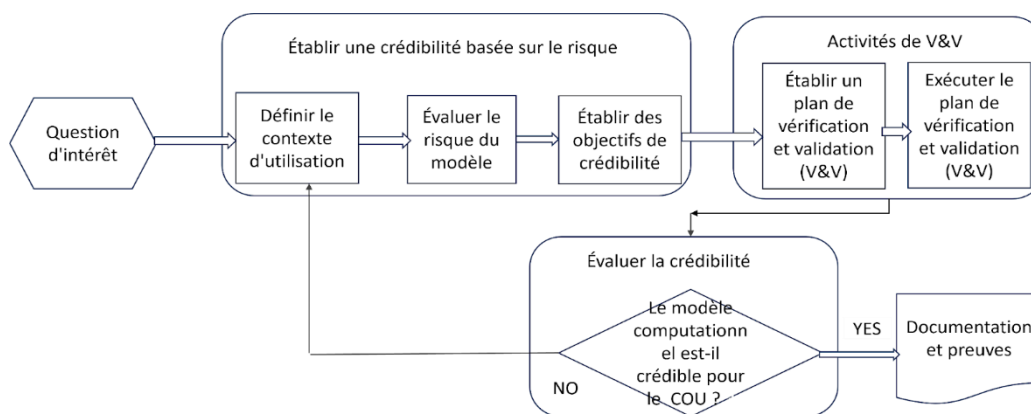 Établir une crédibilité basée sur le risque
Activités de V&V
Question
d'intérêt
Définir le
contexte
d'utilisation
Évaluer le
risque du
modèle
Établir des
objectifs de
crédibilité
Établir un
plan de
vérification
et validation
(V&V)
Exécuter le
plan de
vérification
et validation
(V&V)
Évaluer la crédibilité
Le modèle
computationn
el est-il
crédible pour
le COU ?
NO
YES
Documentation
et preuves